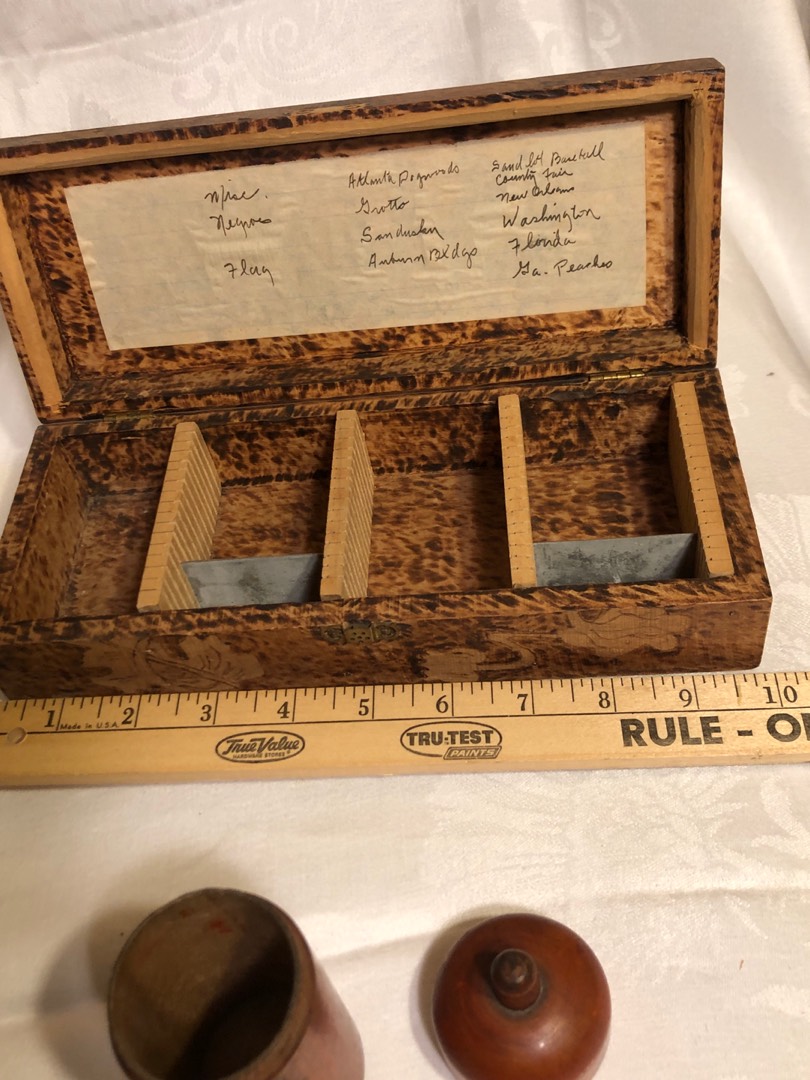 Misc.
Negroes
Flag
Atlanta Dogwoods
Grotto
Sandusky
Auburn Bldgs
Sand lot Baseball
County Fair
New Orleans
Washington
Florida
Ga. Peaches
1 2 3 4 5 6 7 8 9 10
Made in U.S.A.
True Value
HARDWARE STORES
TRU-TEST
PAINTS
RULE - O